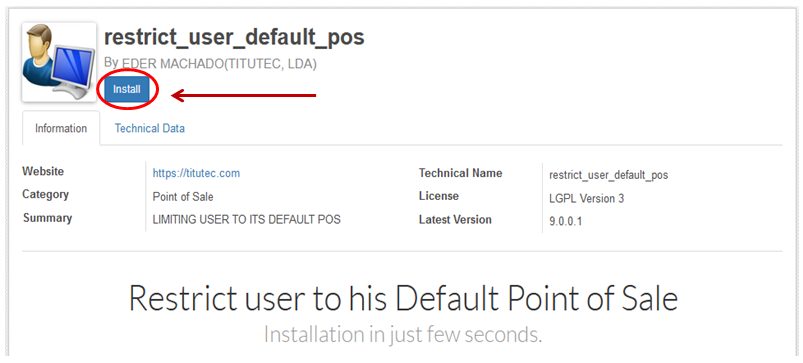 restrict_user_default_pos
By EDER MACHADO(TITUTEC, LDA)
Install
Information Technical Data
Website https://titutec.com Technical Name restrict_user_default_pos
Category Point of Sale License LGPL Version 3
Summary LIMITING USER TO ITS DEFAULT POS Latest Version 9.0.0.1
Restrict user to his Default Point of Sale
Installation in just few seconds.